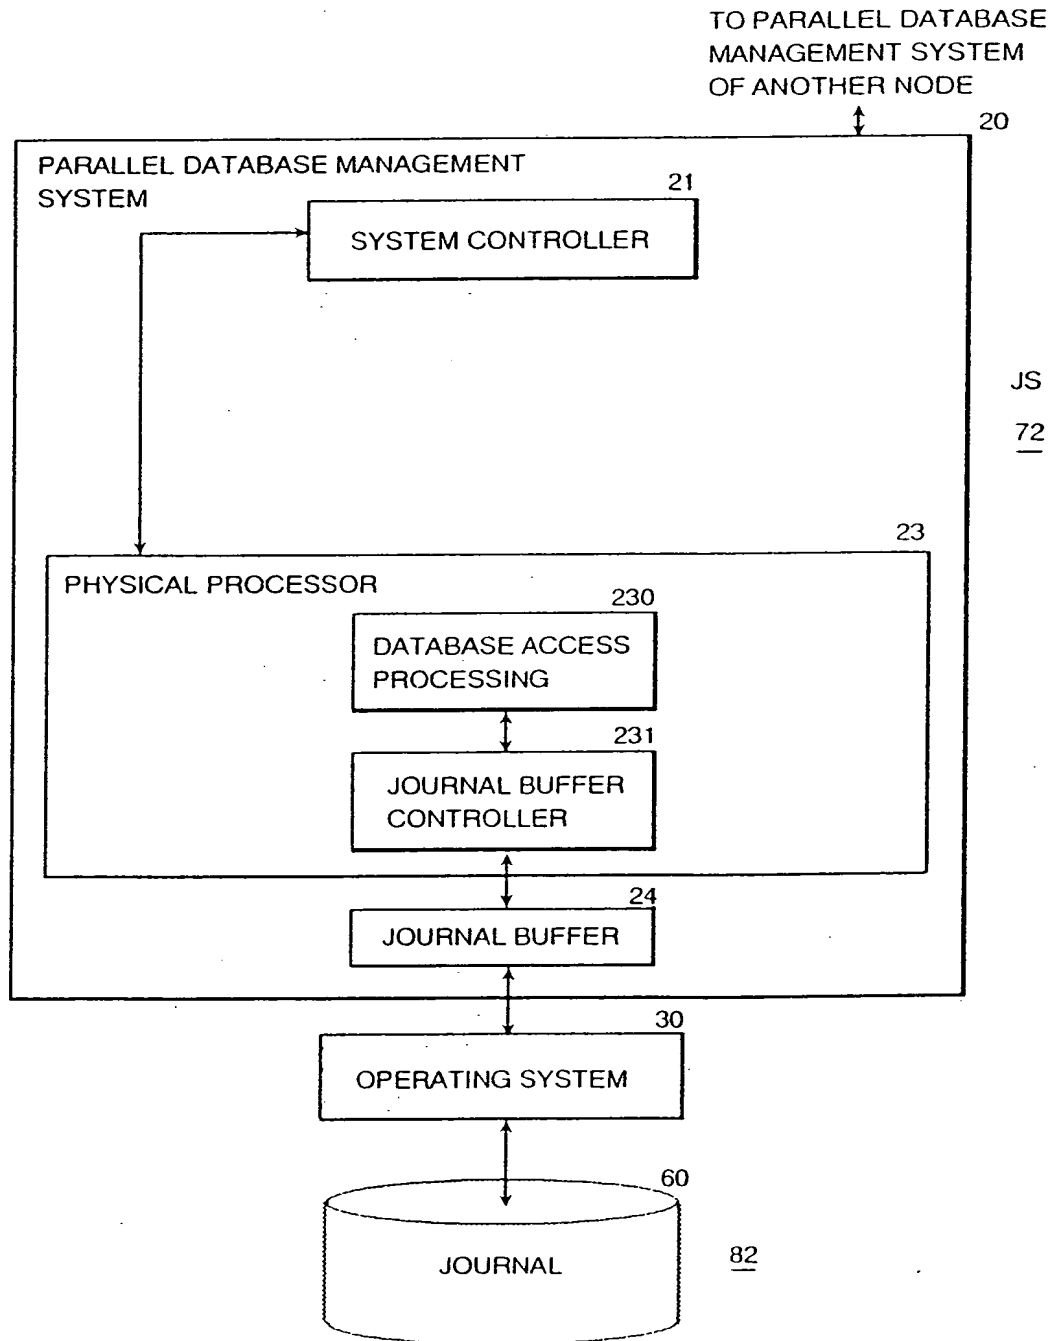 TO PARALLEL DATABASE
MANAGEMENT SYSTEM
OF ANOTHER NODE
20
PARALLEL DATABASE MANAGEMENT
SYSTEM
21
SYSTEM CONTROLLER
JS
72
23
PHYSICAL PROCESSOR
230
DATABASE ACCESS
PROCESSING
231
JOURNAL BUFFER
CONTROLLER
24
JOURNAL BUFFER
30
OPERATING SYSTEM
60
JOURNAL
82